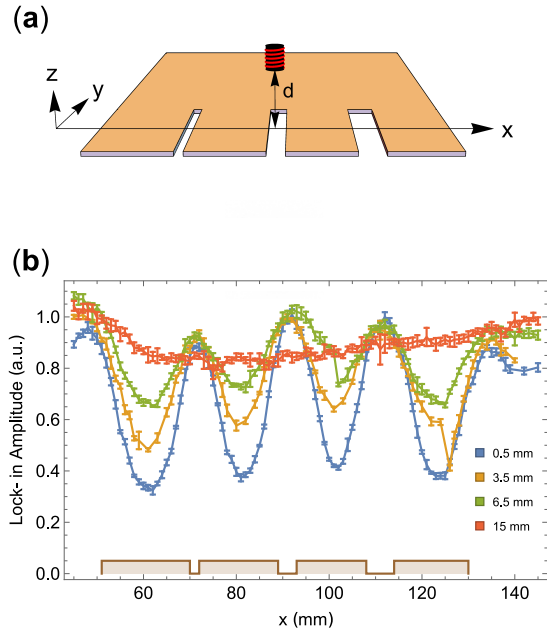 (a)
z
y
d
x
(b)
Lock- in Amplitude (a.u.)
1.0
0.8
0.6
0.4
0.2
0.0
0.5 mm
3.5 mm
6.5 mm
15 mm
60 80 100 120 140
x (mm)